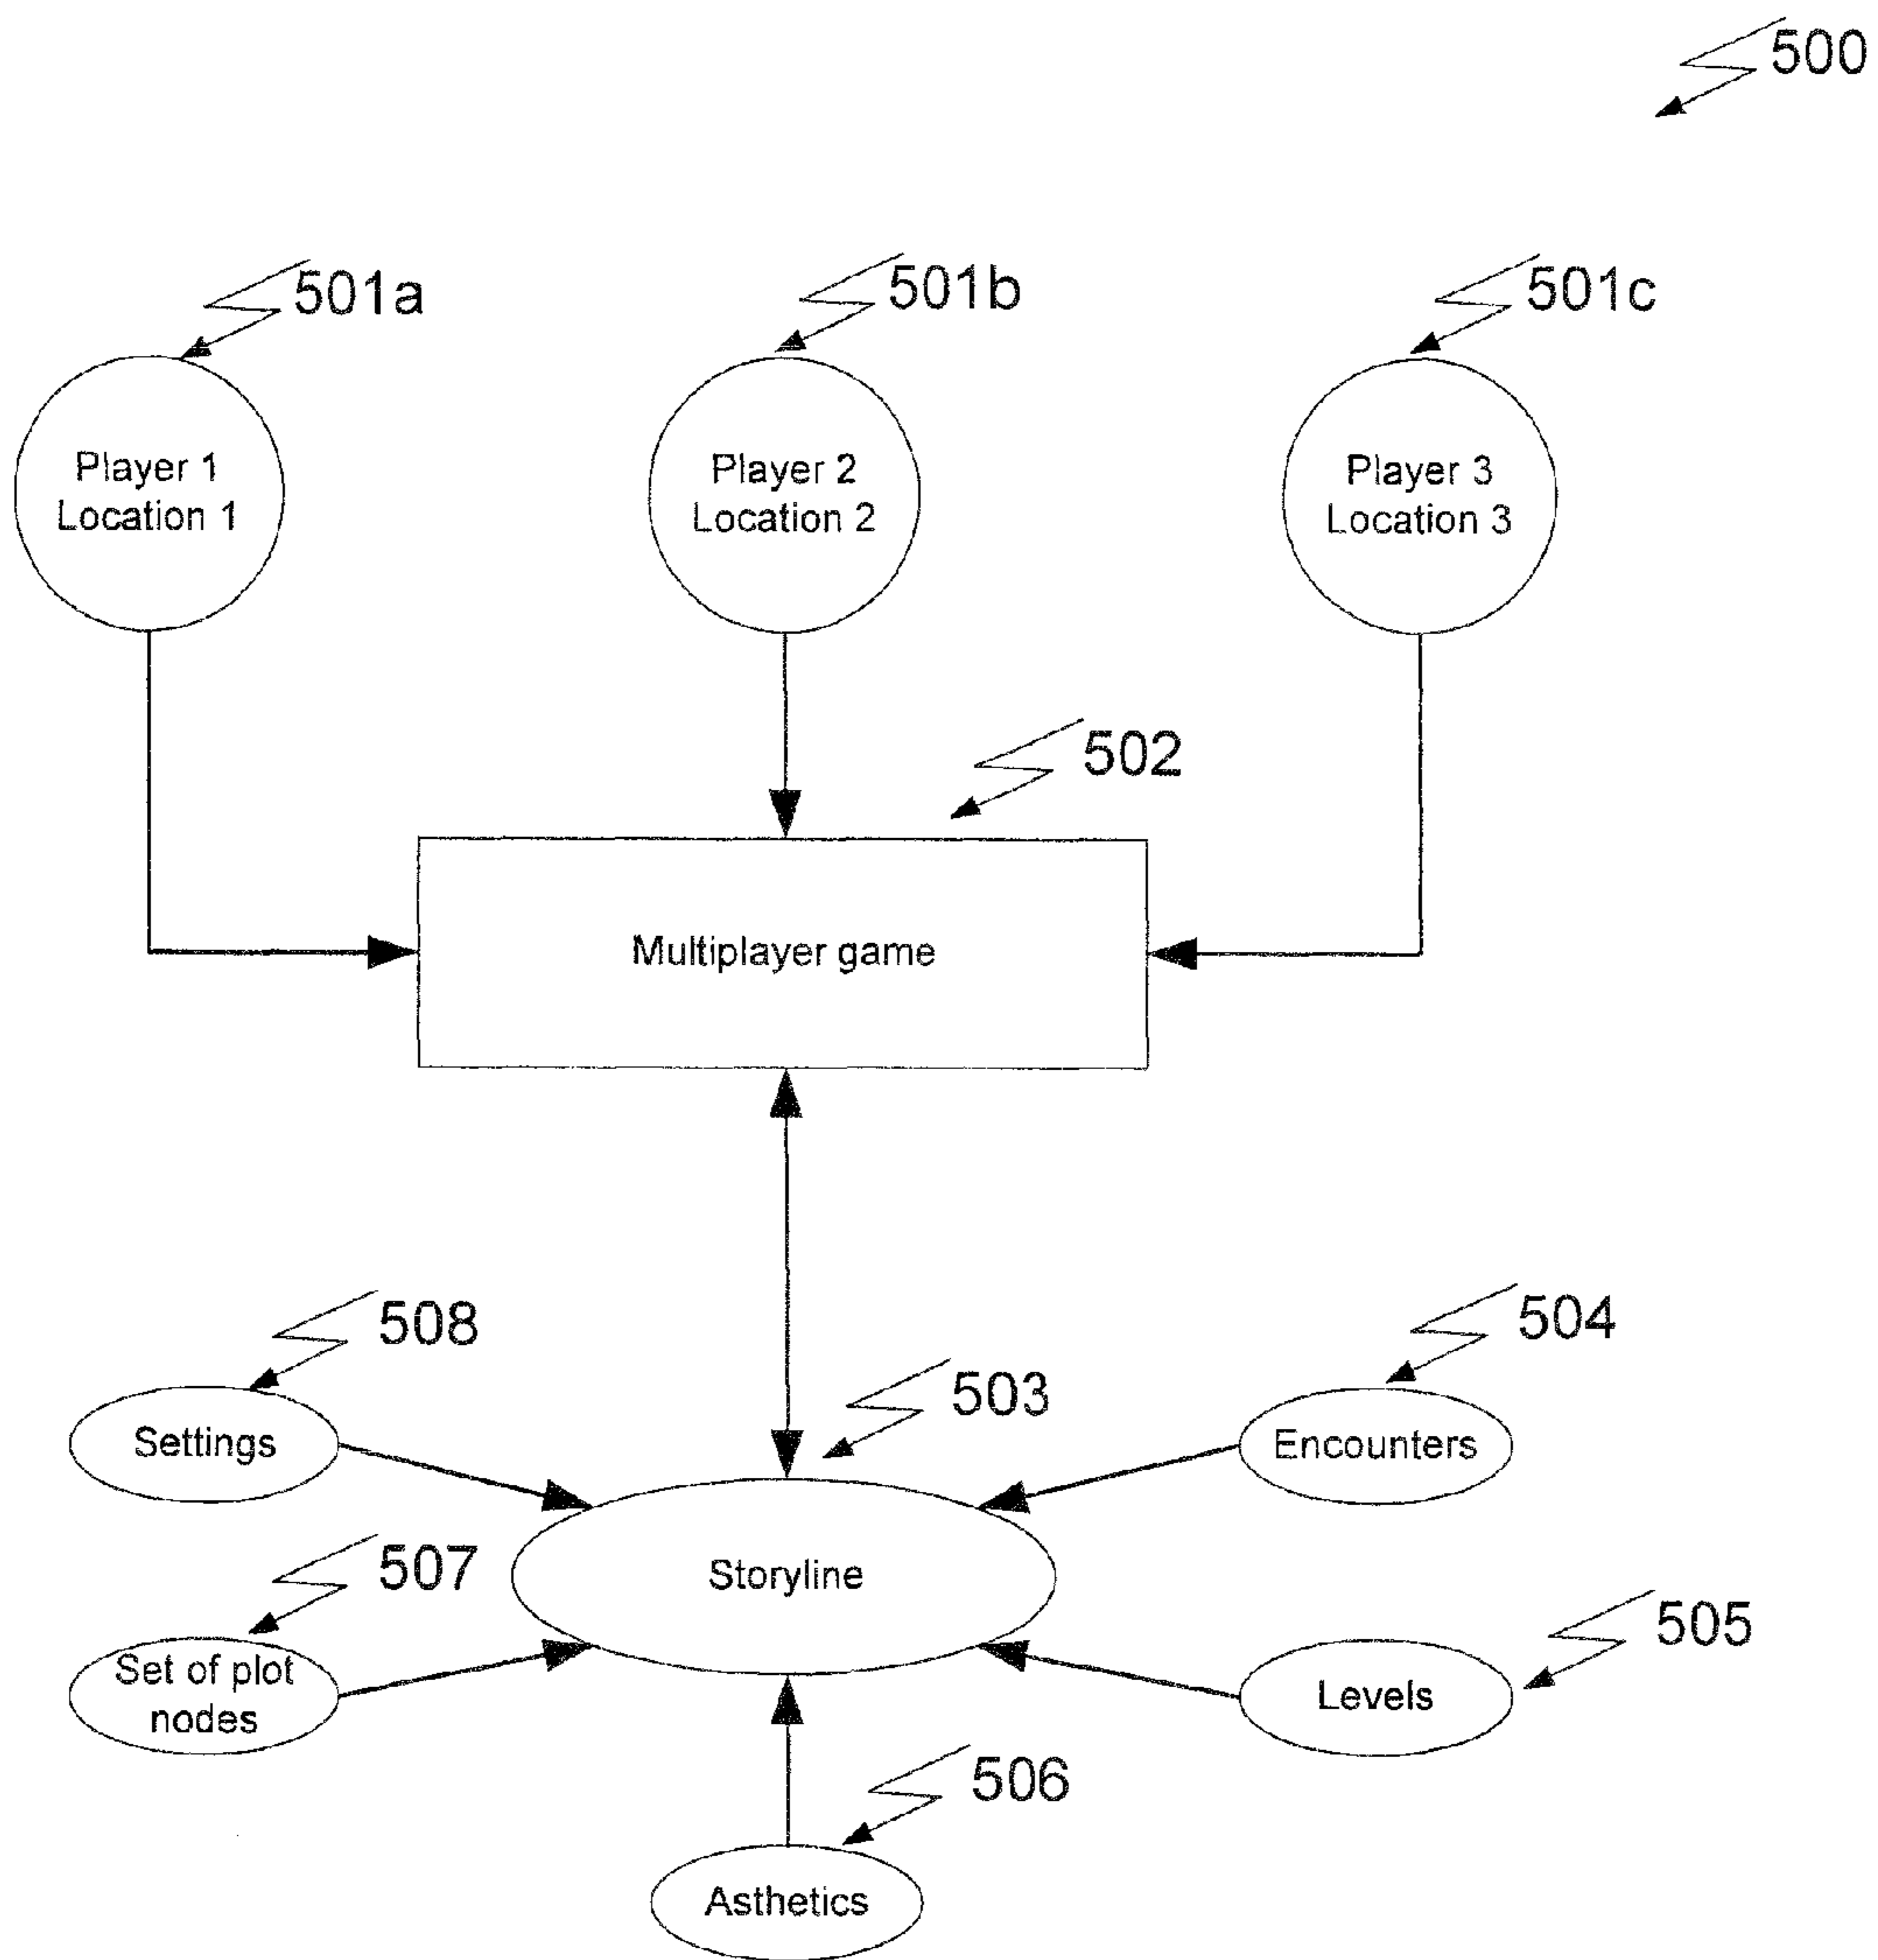 500
501a
501b
501c
Player 1
Location 1
Player 2
Location 2
Player 3
Location 3
502
Multiplayer game
508
504
503
Settings
Encounters
Storyline
507
505
Set of plot
nodes
Levels
506
Asthetics